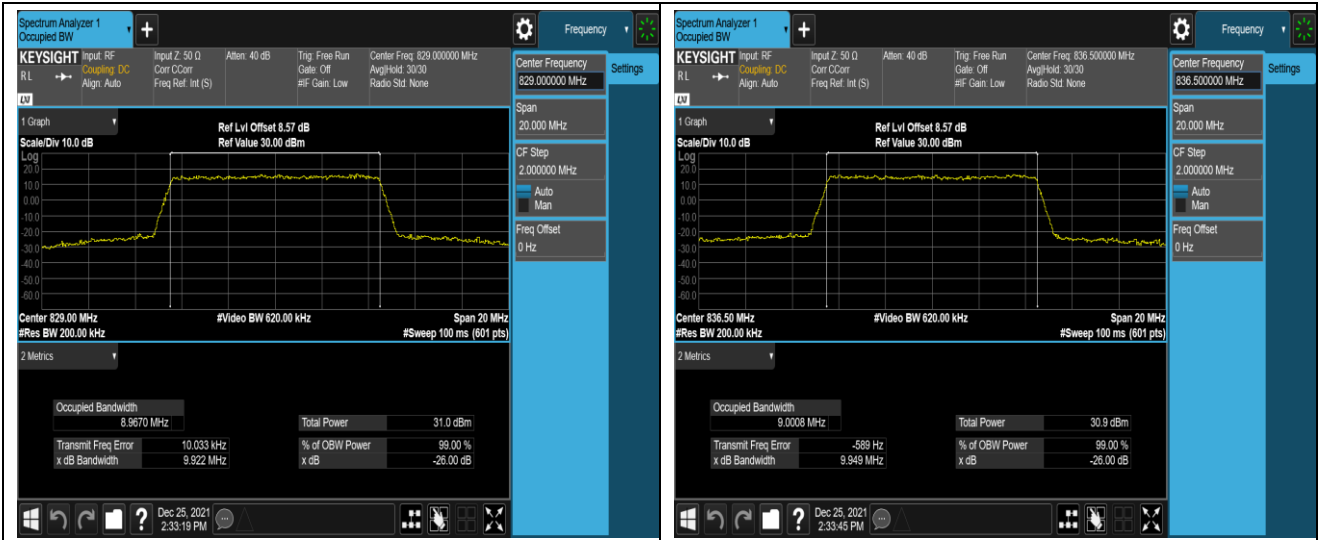 Spectrum Analyzer 1
Occupied BW
Frequency
KEYSIGHT
RL
LXI
Input: RF
Coupling: DC
Align: Auto
Input Z: 50 Ω
Corr CCorr
Freq Ref: Int (S)
Atten: 40 dB
Trig: Free Run
Gate: Off
#IF Gain: Low
Center Freq: 829.000000 MHz
Avg|Hold: 30/30
Radio Std: None
Center Frequency
829.000000 MHz
Settings
Span
20.000 MHz
CF Step
2.000000 MHz
Auto
Man
Freq Offset
0 Hz
1 Graph
Scale/Div 10.0 dB
Ref Lvl Offset 8.57 dB
Ref Value 30.00 dBm
Log
20.0
10.0
0.00
-10.0
-20.0
-30.0
-40.0
-50.0
-60.0
Center 829.00 MHz
#Video BW 620.00 kHz
Span 20 MHz
#Res BW 200.00 kHz
#Sweep 100 ms (601 pts)
2 Metrics
Occupied Bandwidth
8.9670 MHz
Total Power 31.0 dBm
Transmit Freq Error 10.033 kHz
% of OBW Power 99.00 %
x dB Bandwidth 9.922 MHz
x dB -26.00 dB
?
Dec 25, 2021
2:33:19 PM
Spectrum Analyzer 1
Occupied BW
Frequency
KEYSIGHT
RL
LXI
Input: RF
Coupling: DC
Align: Auto
Input Z: 50 Ω
Corr CCorr
Freq Ref: Int (S)
Atten: 40 dB
Trig: Free Run
Gate: Off
#IF Gain: Low
Center Freq: 836.500000 MHz
Avg|Hold: 30/30
Radio Std: None
Center Frequency
836.500000 MHz
Settings
Span
20.000 MHz
CF Step
2.000000 MHz
Auto
Man
Freq Offset
0 Hz
1 Graph
Scale/Div 10.0 dB
Ref Lvl Offset 8.57 dB
Ref Value 30.00 dBm
Log
20.0
10.0
0.00
-10.0
-20.0
-30.0
-40.0
-50.0
-60.0
Center 836.50 MHz
#Video BW 620.00 kHz
Span 20 MHz
#Res BW 200.00 kHz
#Sweep 100 ms (601 pts)
2 Metrics
Occupied Bandwidth
9.0008 MHz
Total Power 30.9 dBm
Transmit Freq Error -589 Hz
% of OBW Power 99.00 %
x dB Bandwidth 9.949 MHz
x dB -26.00 dB
?
Dec 25, 2021
2:33:45 PM